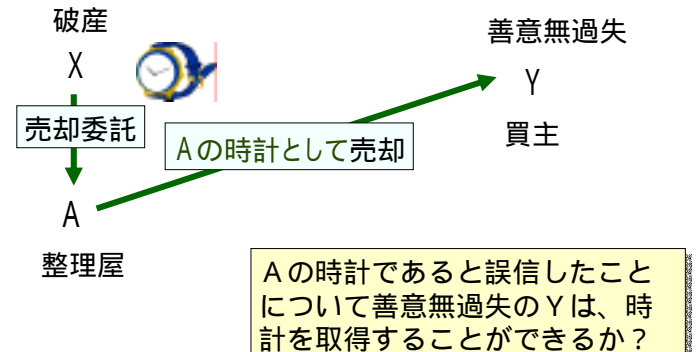 破産
X
売却委託
A
整理屋
Aの時計として売却
善意無過失
Y
買主
Aの時計であると誤信したこと
について善意無過失のYは、時
計を取得することができるか？